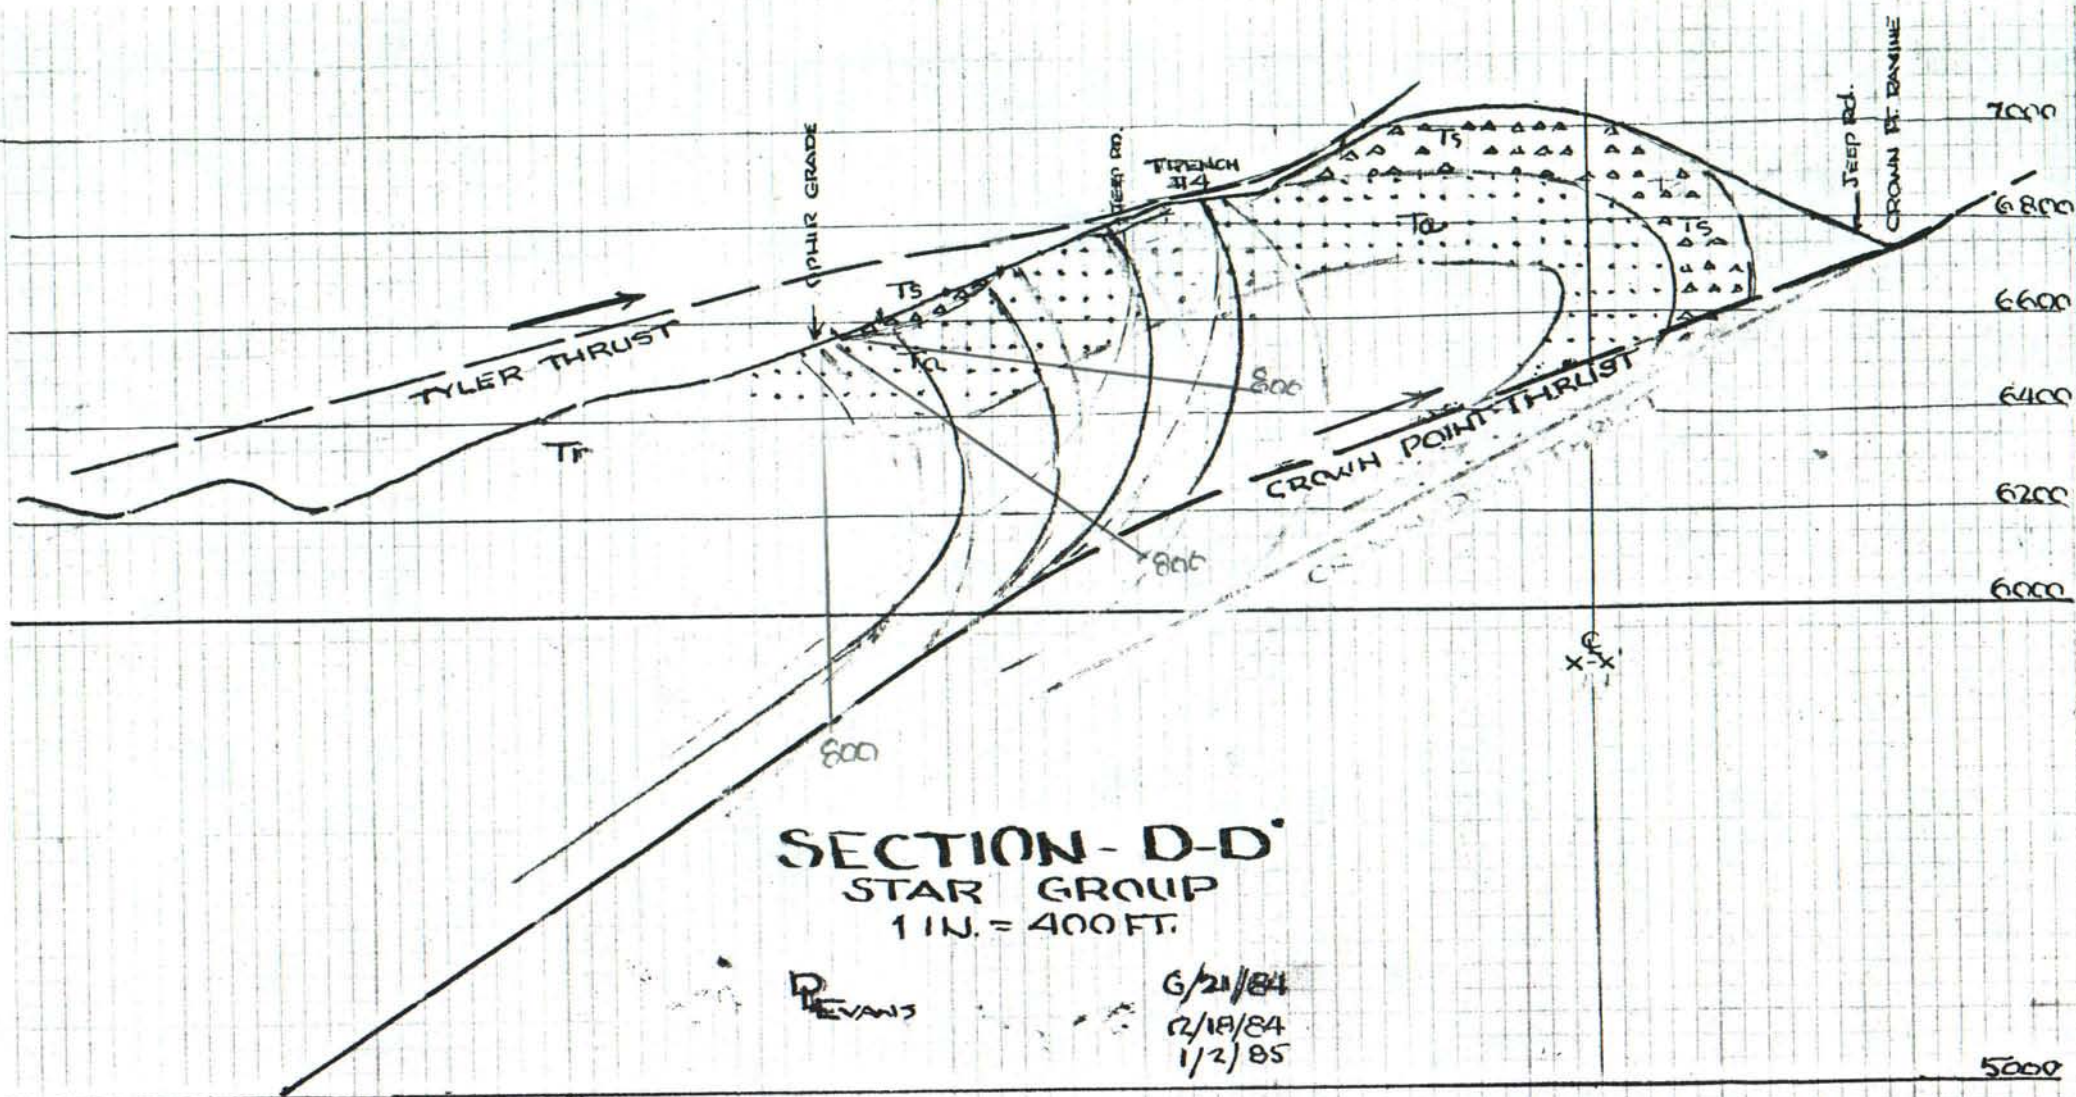 OPHIR GRADE
JEEP RD.
TRENCH
#4
JEEP Rd.
CROWN PT. RAVINE
7000
6800
6600
6400
6200
6000
5000
Ts
Ts
Ts
Ta
Ta
Tr
TYLER THRUST
CROWN POINT THRUST
800
800
800
CL
X-X'
SECTION - D-D'
STAR GROUP
1 IN. = 400 FT.
EVANS
6/21/84
12/18/84
1/2/85